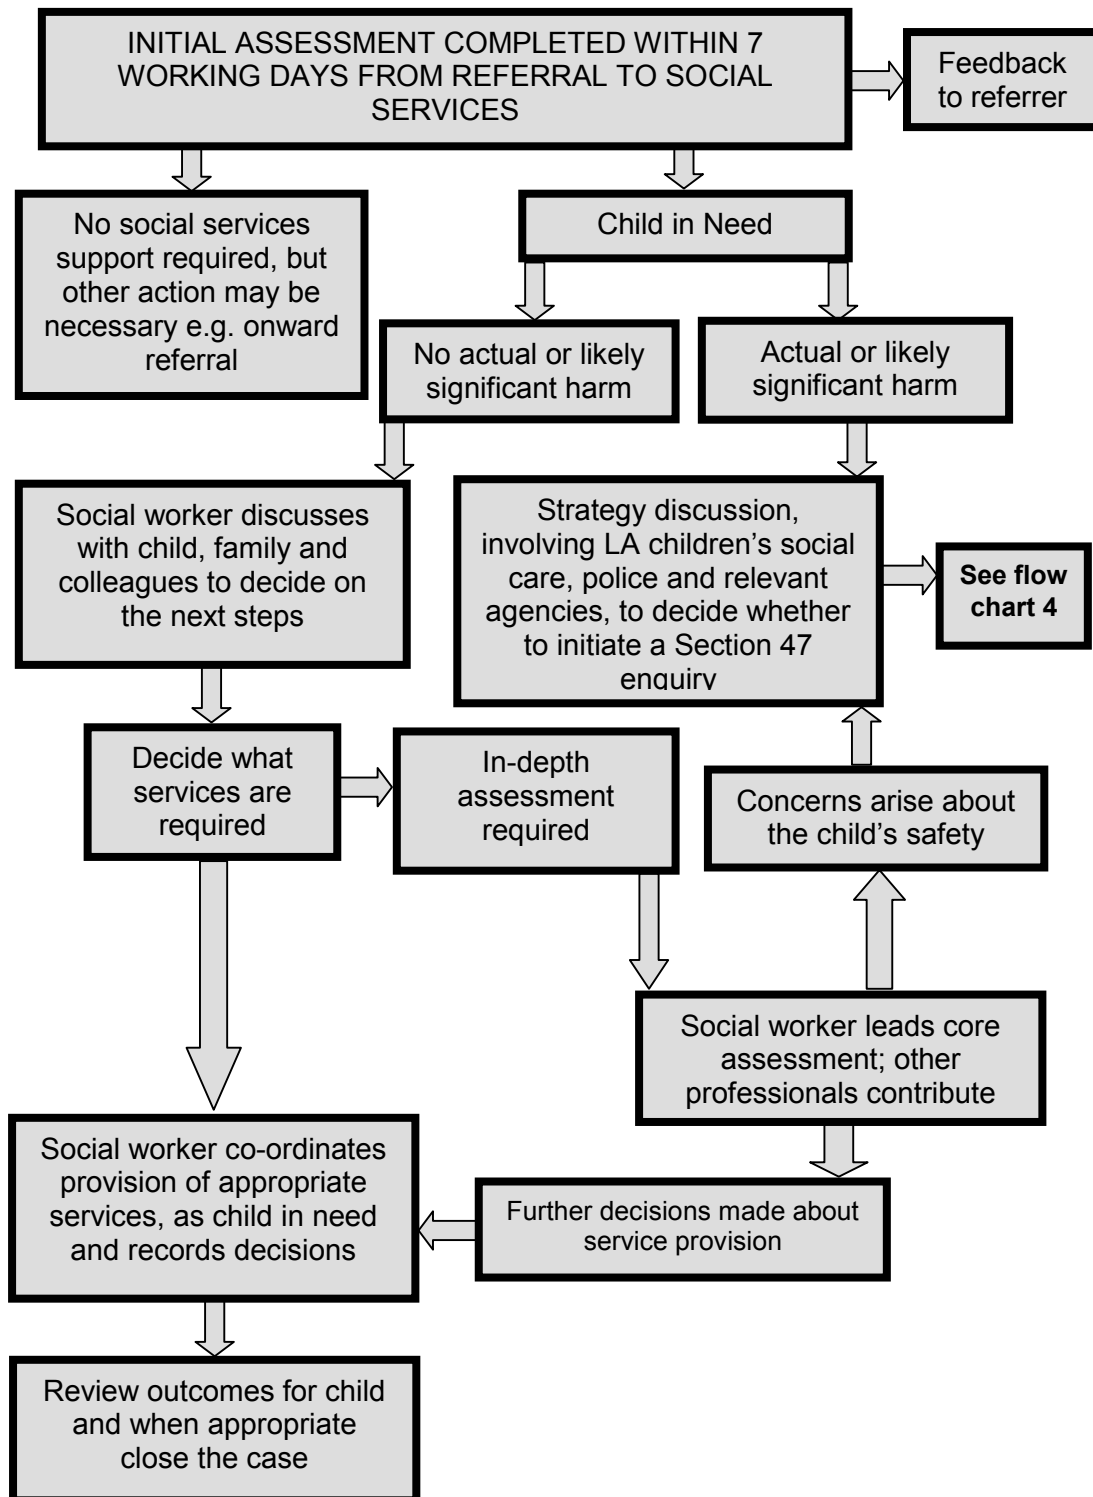 INITIAL ASSESSMENT COMPLETED WITHIN 7
WORKING DAYS FROM REFERRAL TO SOCIAL
SERVICES
Feedback
to referrer
No social services
support required, but
other action may be
necessary e.g. onward
referral
Child in Need
No actual or likely
significant harm
Actual or likely
significant harm
Social worker discusses
with child, family and
colleagues to decide on
the next steps
Strategy discussion,
involving LA children’s social
care, police and relevant
agencies, to decide whether
to initiate a Section 47
enquiry
See flow
chart 4
Decide what
services are
required
In-depth
assessment
required
Concerns arise about
the child’s safety
Social worker leads core
assessment; other
professionals contribute
Social worker co-ordinates
provision of appropriate
services, as child in need
and records decisions
Further decisions made about
service provision
Review outcomes for child
and when appropriate
close the case